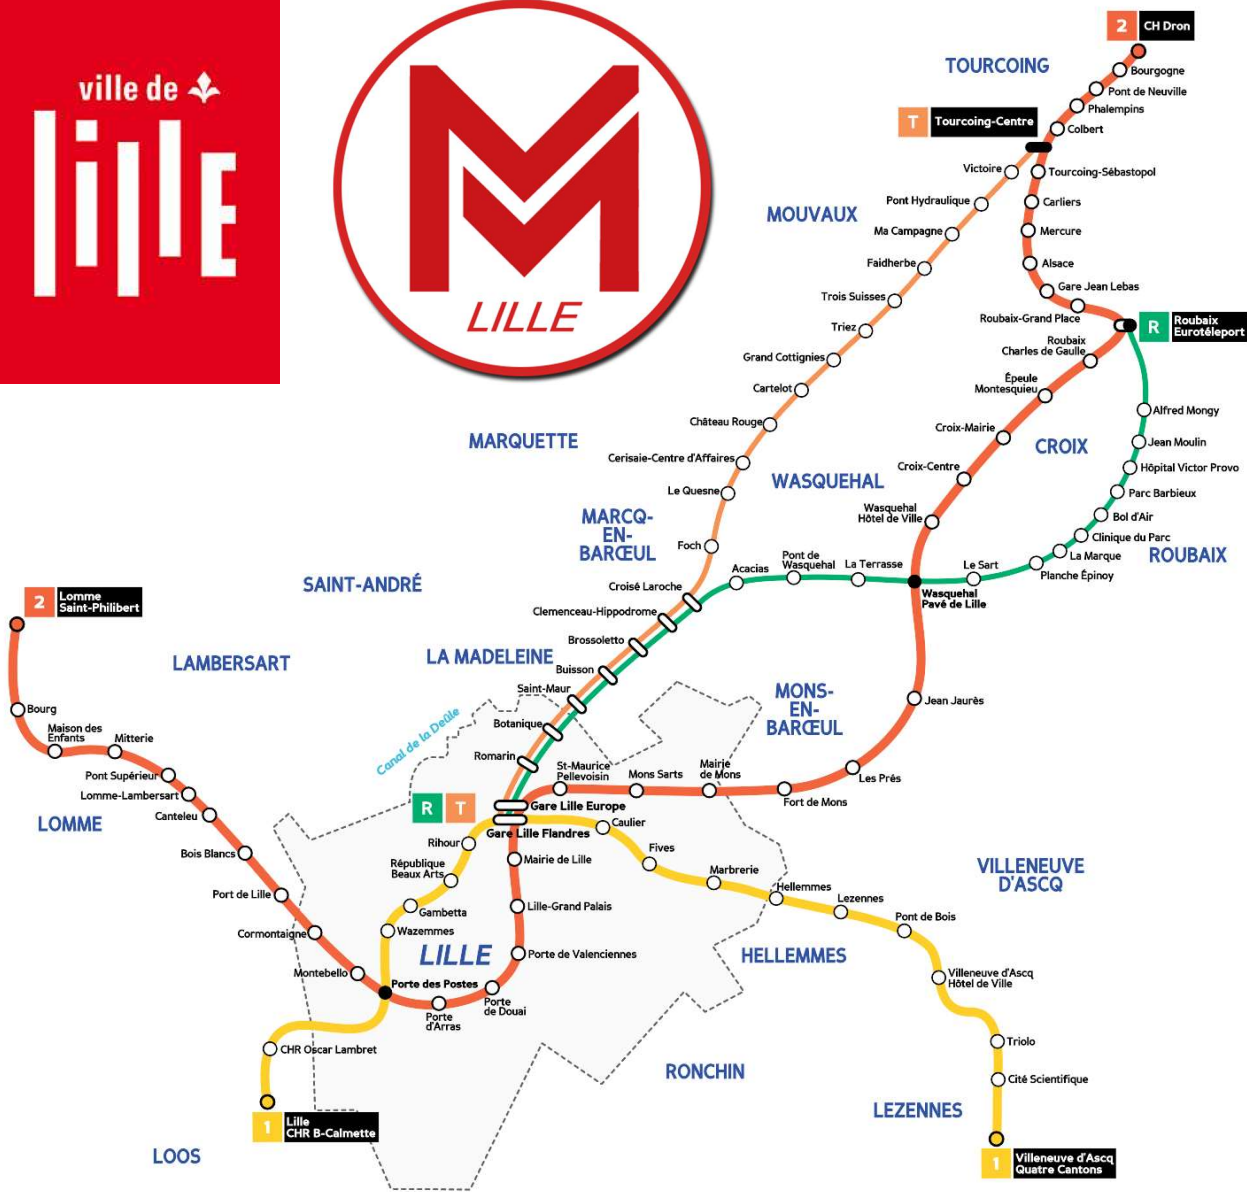 ville de
lille
M
LILLE
2
CH Dron
TOURCOING
Bourgogne
Pont de Neuville
Phalempins
T
Tourcoing-Centre
Colbert
Victoire
Tourcoing-Sébastopol
Pont Hydraulique
Carliers
MOUVAUX
Ma Campagne
Mercure
Faidherbe
Alsace
Gare Jean Lebas
Trois Suisses
Roubaix-Grand Place
R
Roubaix
Eurotéleport
Triez
Roubaix
Charles de Gaulle
Grand Cottignies
Épeule
Montesquieu
Cartelot
Alfred Mongy
Château Rouge
Croix-Mairie
MARQUETTE
CROIX
Jean Moulin
Cerisaie-Centre d'Affaires
Croix-Centre
Hôpital Victor Provo
WASQUEHAL
Le Quesne
Parc Barbieux
Wasquehal
Hôtel de Ville
MARCQ-
EN-
BARŒUL
Bol d'Air
Clinique du Parc
Foch
La Marque
ROUBAIX
Pont de
Wasquehal
La Terrasse
Le Sart
Planche Épinoy
Acacias
SAINT-ANDRÉ
Croisé Laroche
Wasquehal
Pavé de Lille
2
Lomme
Saint-Philibert
Clemenceau-Hippodrome
Brossoletto
LAMBERSART
LA MADELEINE
Buisson
Saint-Maur
MONS-
EN-
BARŒUL
Jean Jaurès
Bourg
Botanique
Canal de la Deûle
Maison des
Enfants
Mitterie
Romarin
St-Maurice
Pellevoisin
Mons Sarts
Mairie
de Mons
Les Prés
Pont Supérieur
Lomme-Lambersart
Fort de Mons
R
T
Gare Lille Europe
Canteleu
LOMME
Gare Lille Flandres
Caulier
Rihour
Fives
Bois Blancs
Mairie de Lille
République
Beaux Arts
Marbrerie
VILLENEUVE
D'ASCQ
Hellemmes
Port de Lille
Lezennes
Gambetta
Lille-Grand Palais
Pont de Bois
Cormontaigne
Wazemmes
LILLE
Porte de Valenciennes
HELLEMMES
Montebello
Porte des Postes
Villeneuve d'Ascq
Hôtel de Ville
Porte
d'Arras
Porte
de Douai
CHR Oscar Lambret
Triolo
RONCHIN
Cité Scientifique
LEZENNES
1
Lille
CHR B-Calmette
LOOS
1
Villeneuve d'Ascq
Quatre Cantons